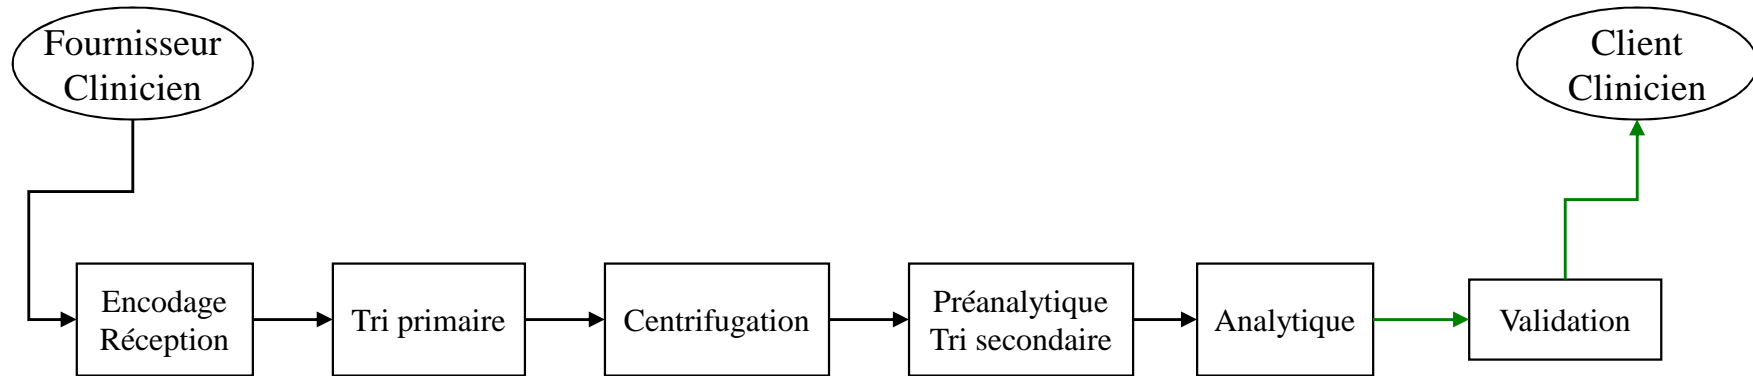 Fournisseur
Clinicien
Client
Clinicien
Encodage
Réception
Tri primaire
Centrifugation
Préanalytique
Tri secondaire
Analytique
Validation